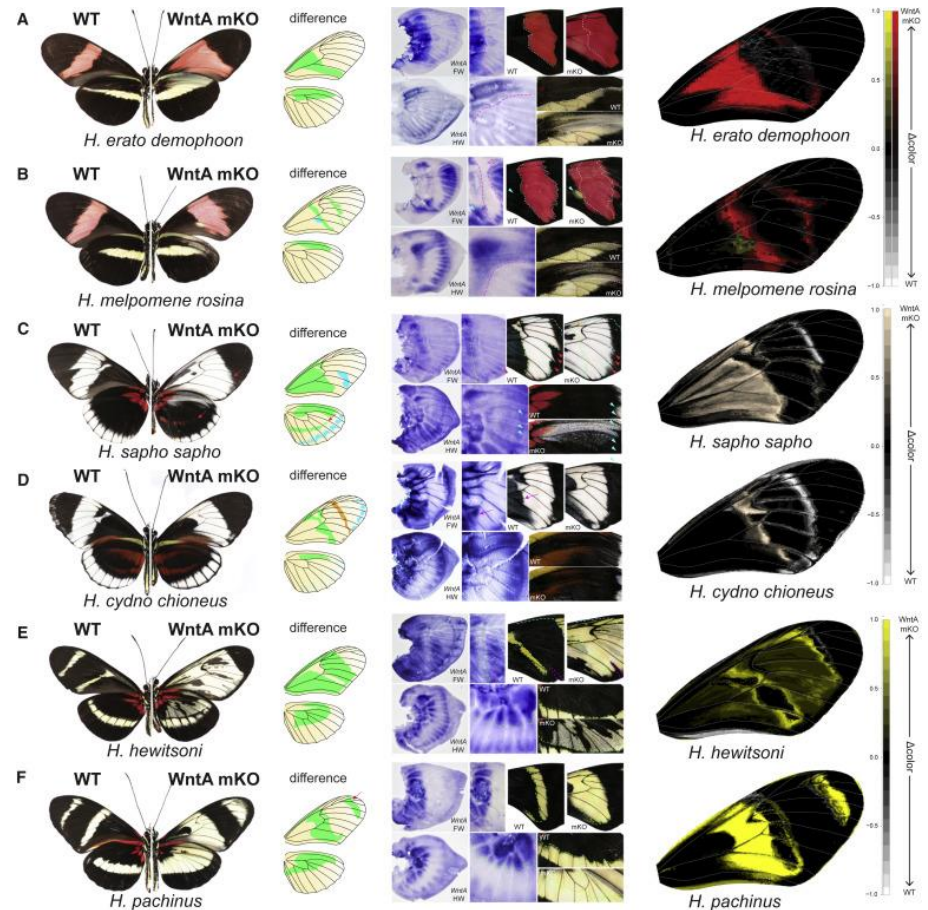 A WT WntA mKO difference
WntA FW
WT mKO
WntA HW
WT
mKO
H. erato demophoon
H. erato demophoon
1.0
0.5
0.0
-0.5
-1.0
WntA mKO
Δcolor
WT
B WT WntA mKO difference
WntA FW
WT mKO
WntA HW
WT
mKO
H. melpomene rosina
H. melpomene rosina
C WT WntA mKO difference
WntA FW
WT mKO
WntA HW
WT
mKO
H. sapho sapho
H. sapho sapho
1.0
0.5
0.0
-0.5
-1.0
WntA mKO
Δcolor
WT
D WT WntA mKO difference
WntA FW
WT mKO
WntA HW
WT
mKO
H. cydno chioneus
H. cydno chioneus
E WT WntA mKO difference
WntA FW
WT mKO
WntA HW
WT
mKO
H. hewitsoni
H. hewitsoni
1.0
0.5
0.0
-0.5
-1.0
WntA mKO
Δcolor
WT
F WT WntA mKO difference
WntA FW
WT mKO
WntA HW
WT
mKO
H. pachinus
H. pachinus